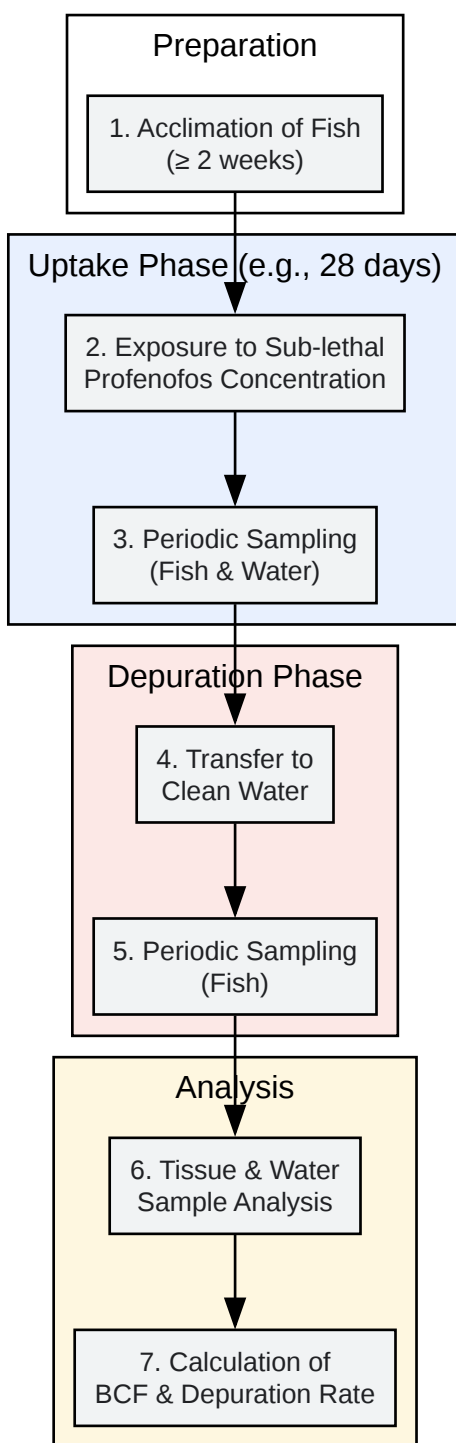 Preparation
1. Acclimation of Fish
(≥ 2 weeks)
Uptake Phase (e.g., 28 days)
2. Exposure to Sub-lethal
Profenofos Concentration
3. Periodic Sampling
(Fish & Water)
Depuration Phase
4. Transfer to
Clean Water
5. Periodic Sampling
(Fish)
Analysis
6. Tissue & Water
Sample Analysis
7. Calculation of
BCF & Depuration Rate